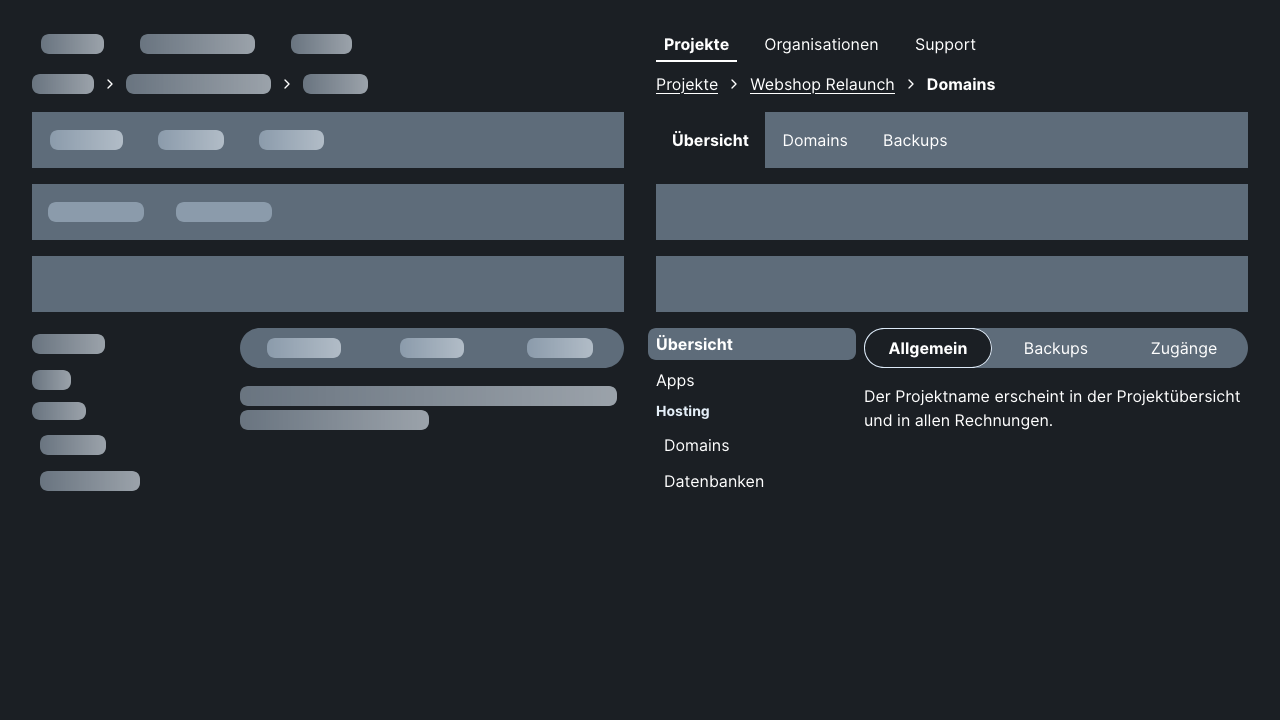 Projekte Organisationen Support
Projekte Webshop Relaunch Domains
Übersicht Domains Backups
Übersicht
Apps
Hosting
Domains
Datenbanken
Allgemein Backups Zugänge
Der Projektname erscheint in der Projektübersicht
und in allen Rechnungen.